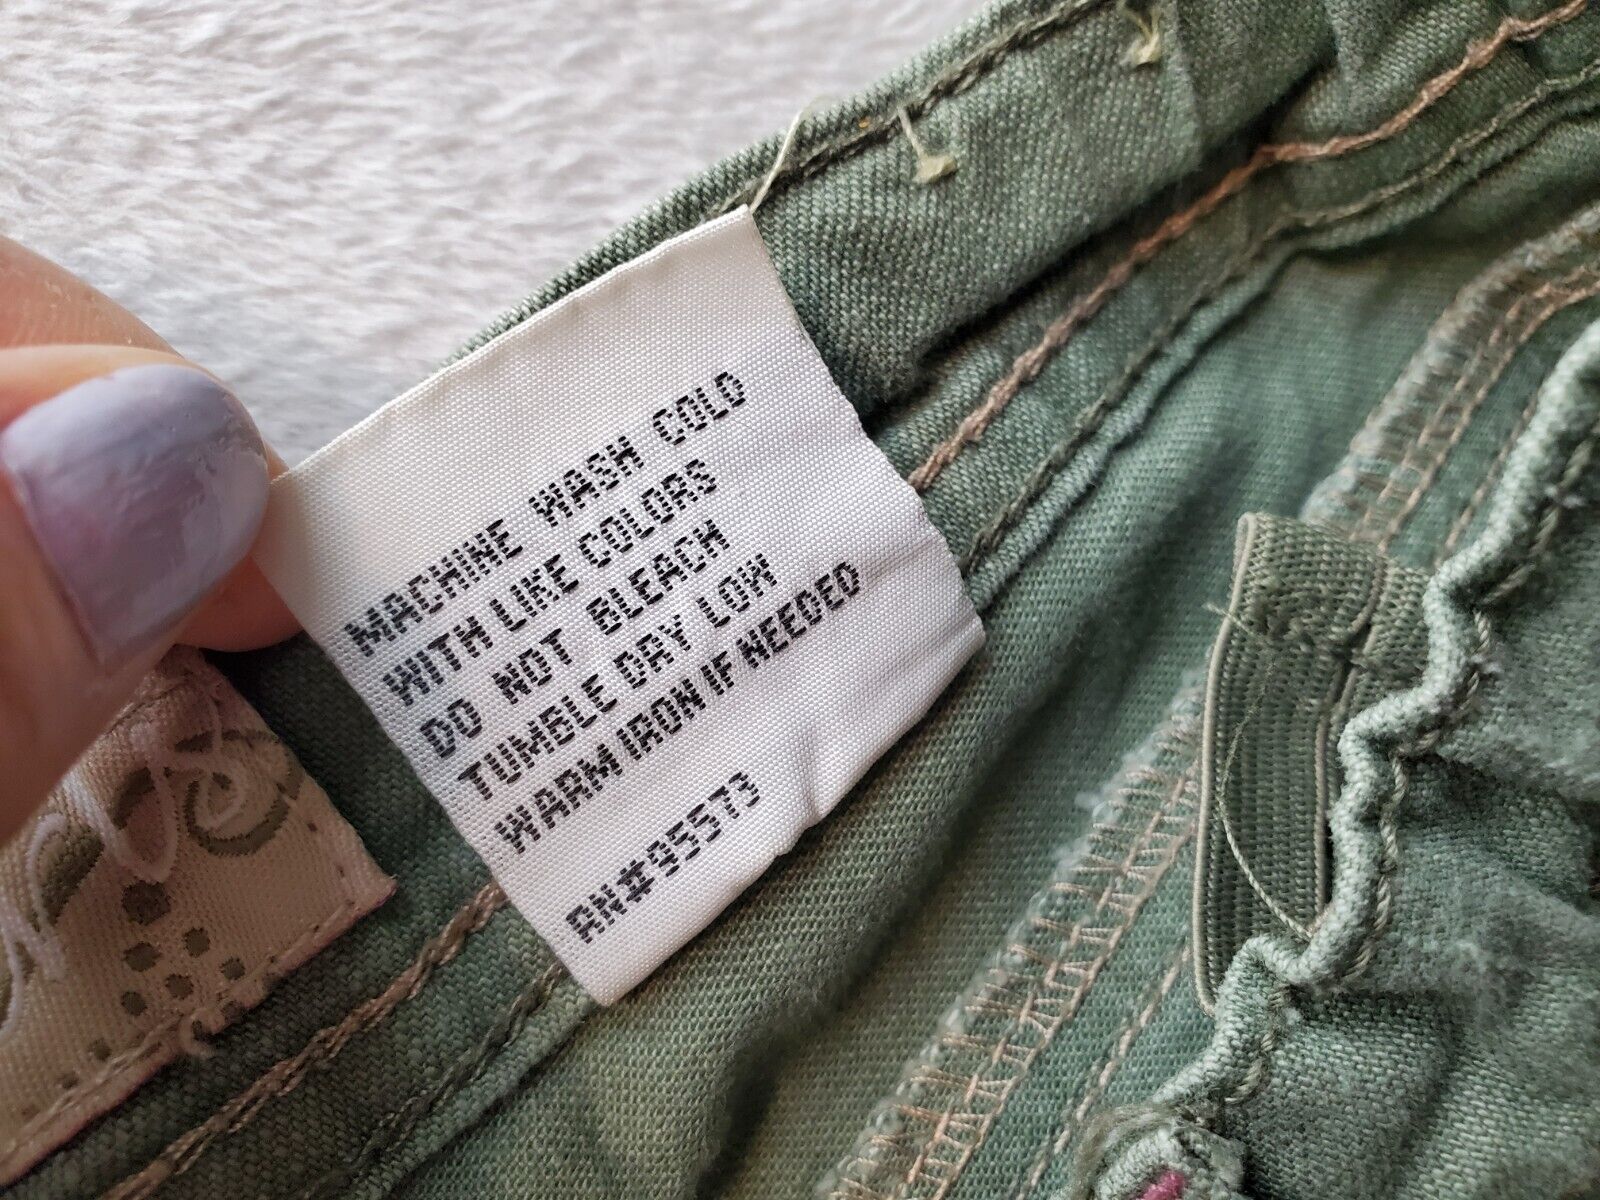 MACHINE WASH COLD
WITH LIKE COLORS
DO NOT BLEACH
TUMBLE DRY LOW
WARM IRON IF NEEDED
RN#95573